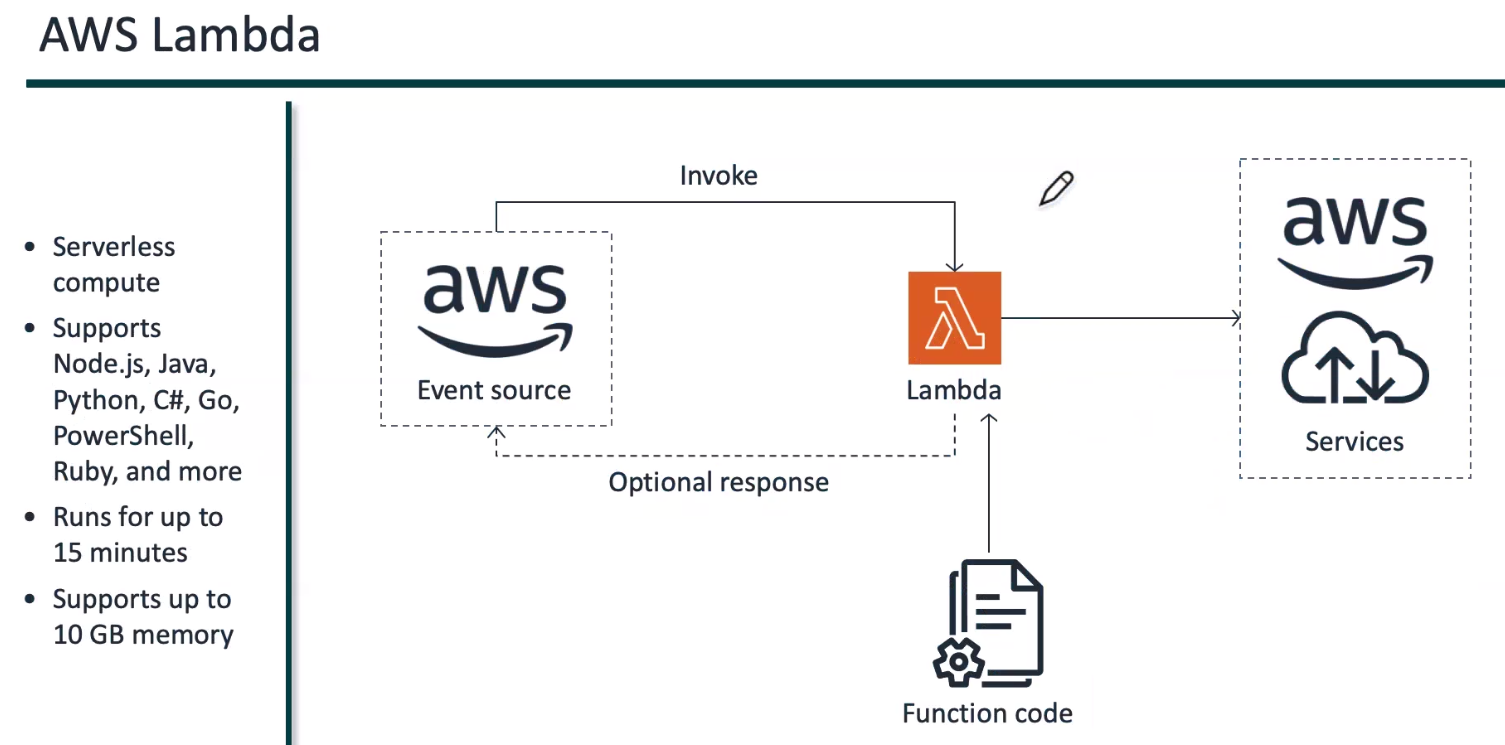 AWS Lambda
• Serverless
compute
• Supports
Node.js, Java,
Python, C#, Go,
PowerShell,
Ruby, and more
• Runs for up to
15 minutes
• Supports up to
10 GB memory
Invoke
aws
Event source
Optional response
Lambda
Function code
aws
Services